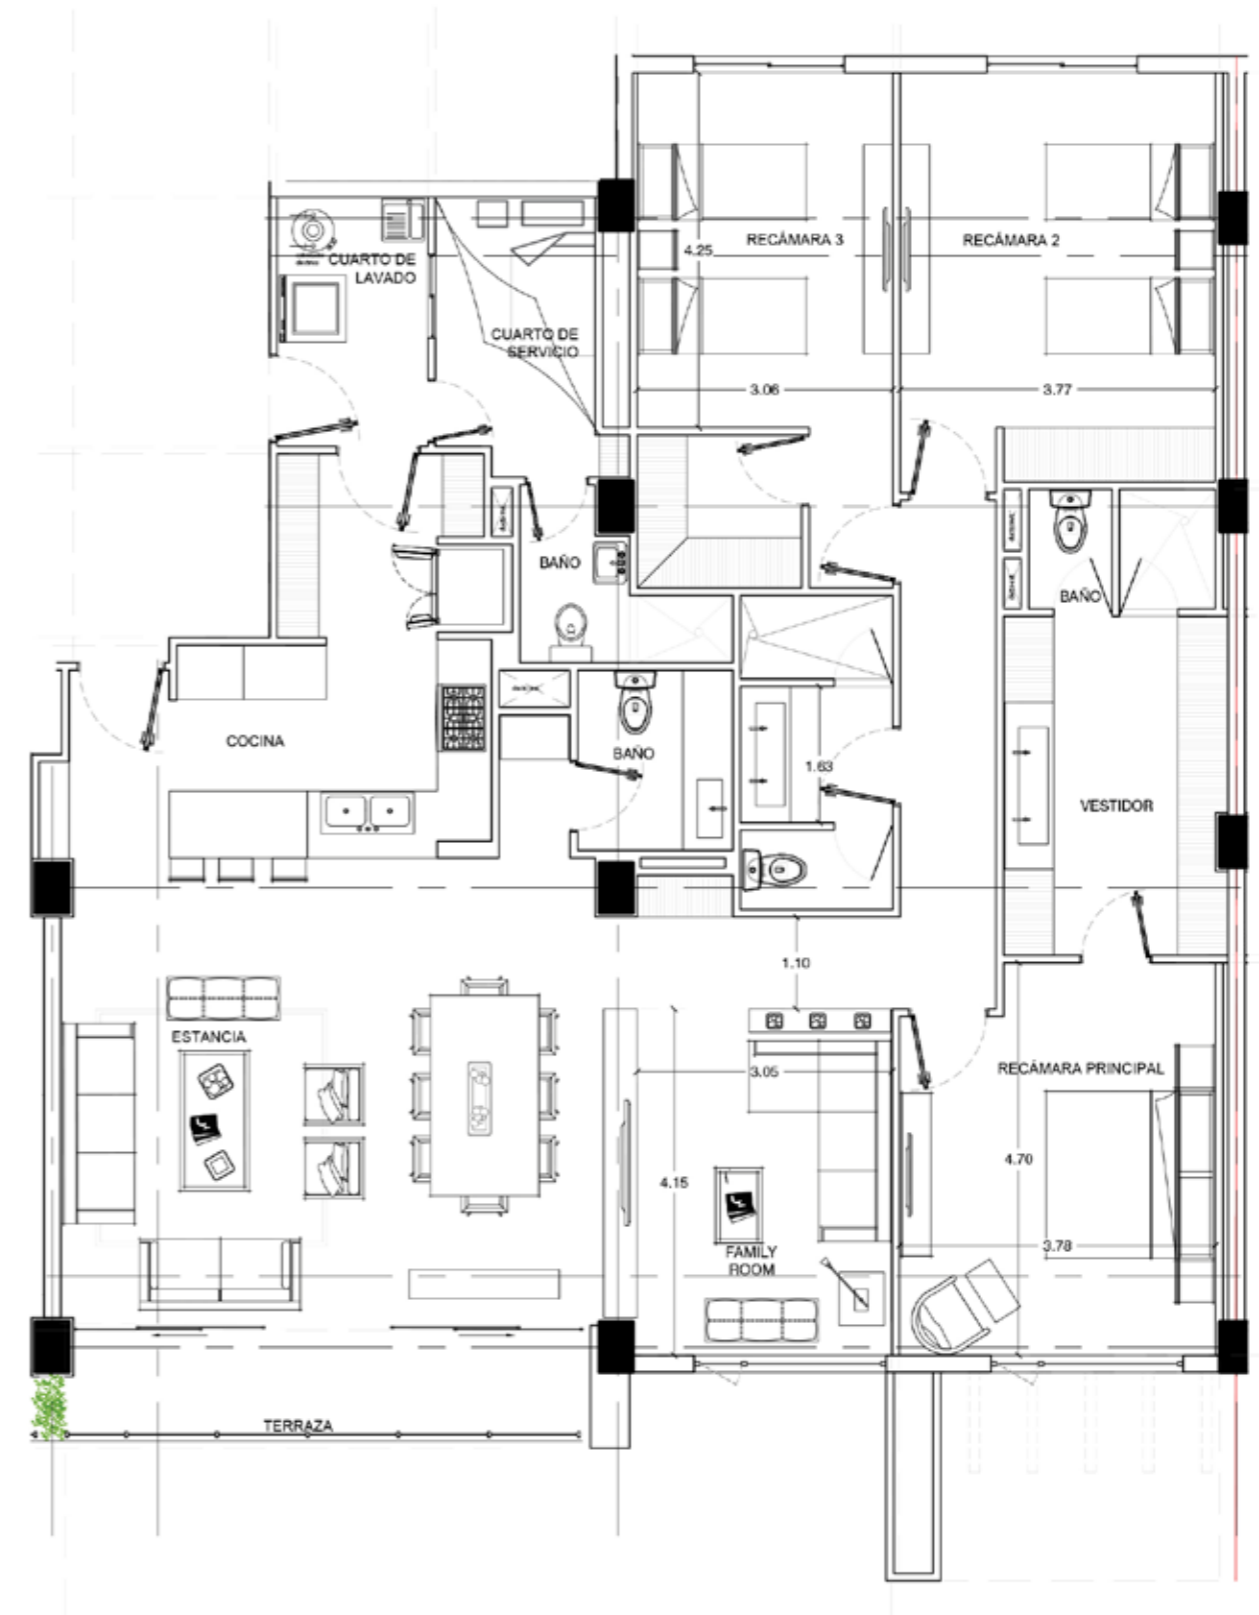 CUARTO DE
LAVADO
CUARTO DE
SERVICIO
4.25
RECÁMARA 3
RECÁMARA 2
3.06
3.77
BAÑO
BAÑO
COCINA
BAÑO
1.63
VESTIDOR
1.10
ESTANCIA
3.05
RECÁMARA PRINCIPAL
4.70
4.15
3.78
FAMILY
ROOM
TERRAZA